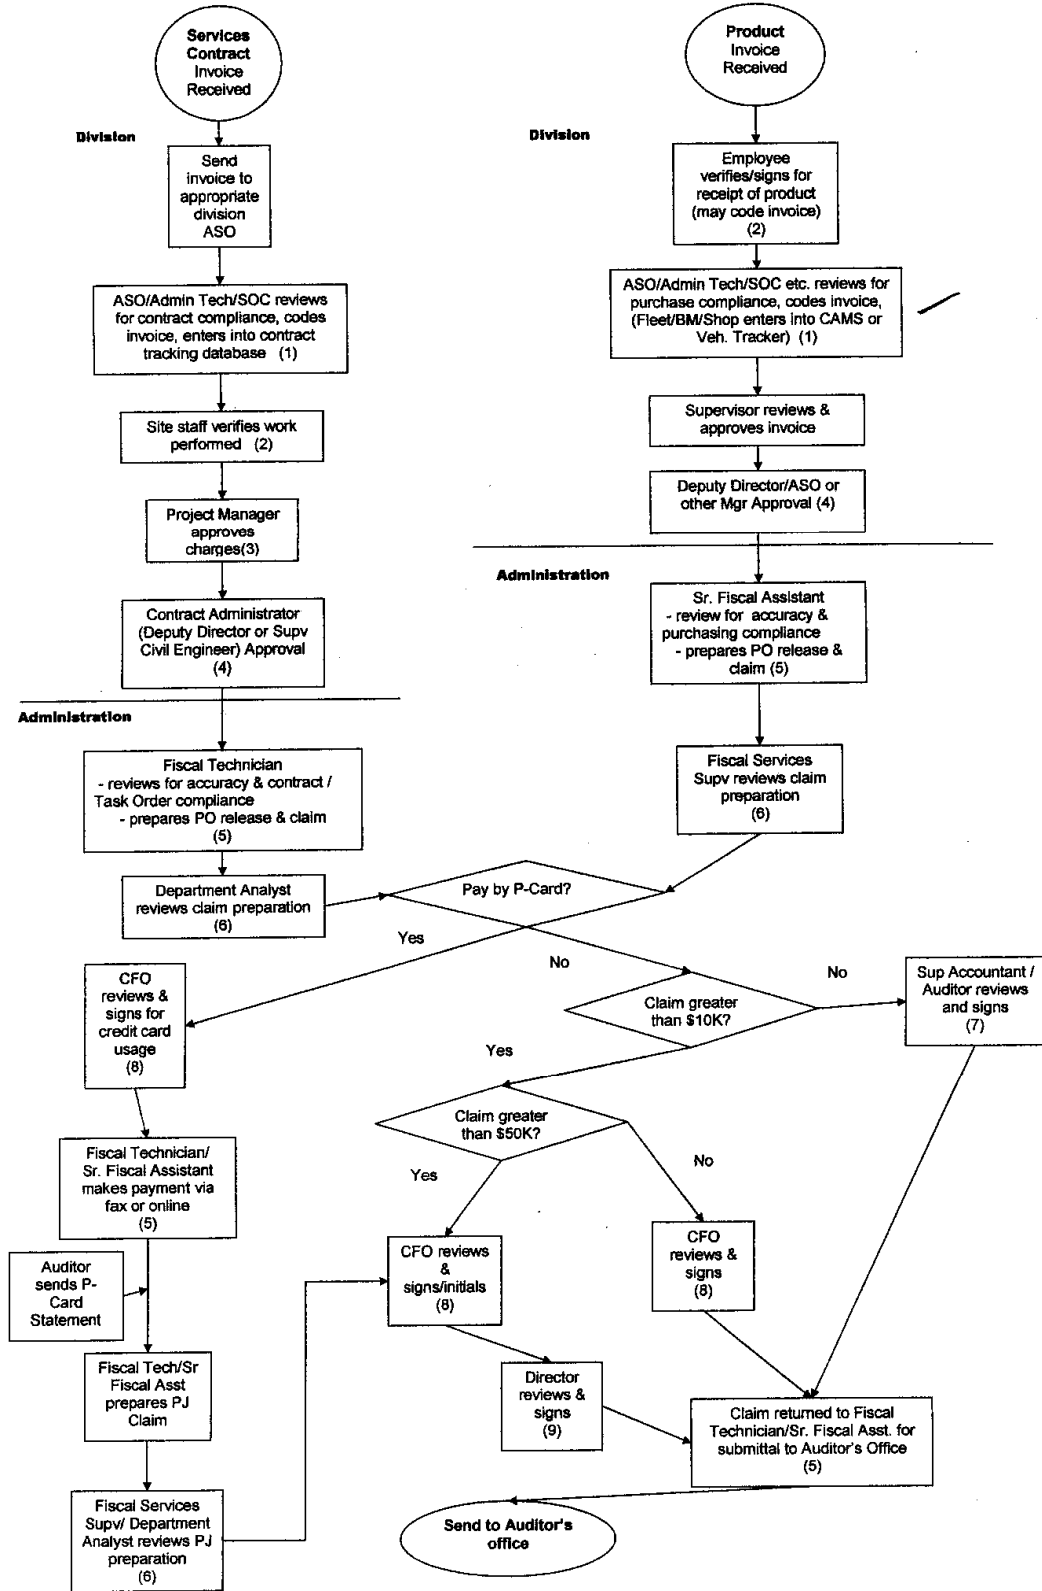 Services
Contract
Invoice
Received
Division
Send
invoice to
appropriate
division
ASO
ASO/Admin Tech/SOC reviews
for contract compliance, codes
invoice, enters into contract
tracking database (1)
Site staff verifies work
performed (2)
Project Manager
approves
charges(3)
Contract Administrator
(Deputy Director or Supv
Civil Engineer) Approval
(4)
Administration
Fiscal Technician
- reviews for accuracy & contract /
Task Order compliance
- prepares PO release & claim
(5)
Department Analyst
reviews claim preparation
(6)
Product
Invoice
Received
Division
Employee
verifies/signs for
receipt of product
(may code invoice)
(2)
ASO/Admin Tech/SOC etc. reviews for
purchase compliance, codes invoice,
(Fleet/BM/Shop enters into CAMS or
Veh. Tracker) (1)
Supervisor reviews &
approves invoice
Deputy Director/ASO or
other Mgr Approval (4)
Administration
Sr. Fiscal Assistant
- review for accuracy &
purchasing compliance
- prepares PO release &
claim (5)
Fiscal Services
Supv reviews claim
preparation
(6)
Pay by P-Card?
Yes
No
CFO
reviews &
signs for
credit card
usage
(8)
Claim greater
than $10K?
No
Sup Accountant /
Auditor reviews
and signs
(7)
Yes
Claim greater
than $50K?
Yes
No
Fiscal Technician/
Sr. Fiscal Assistant
makes payment via
fax or online
(5)
Auditor
sends P-
Card
Statement
CFO reviews
&
signs/initials
(8)
CFO
reviews &
signs
(8)
Fiscal Tech/Sr
Fiscal Asst
prepares PJ
Claim
Director
reviews &
signs
(9)
Claim returned to Fiscal
Technician/Sr. Fiscal Asst. for
submittal to Auditor's Office
(5)
Fiscal Services
Supv/ Department
Analyst reviews PJ
preparation
(6)
Send to Auditor's
office